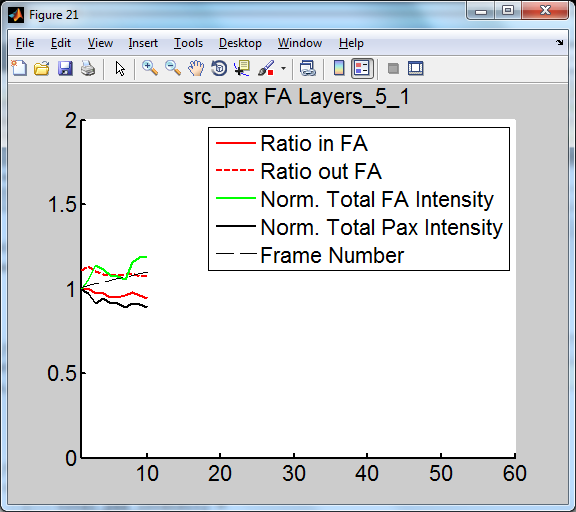 Figure 21
File Edit View Insert Tools Desktop Window Help
src_pax FA Layers_5_1
2
1.5
1
0.5
0
Ratio in FA
Ratio out FA
Norm. Total FA Intensity
Norm. Total Pax Intensity
Frame Number
10 20 30 40 50 60